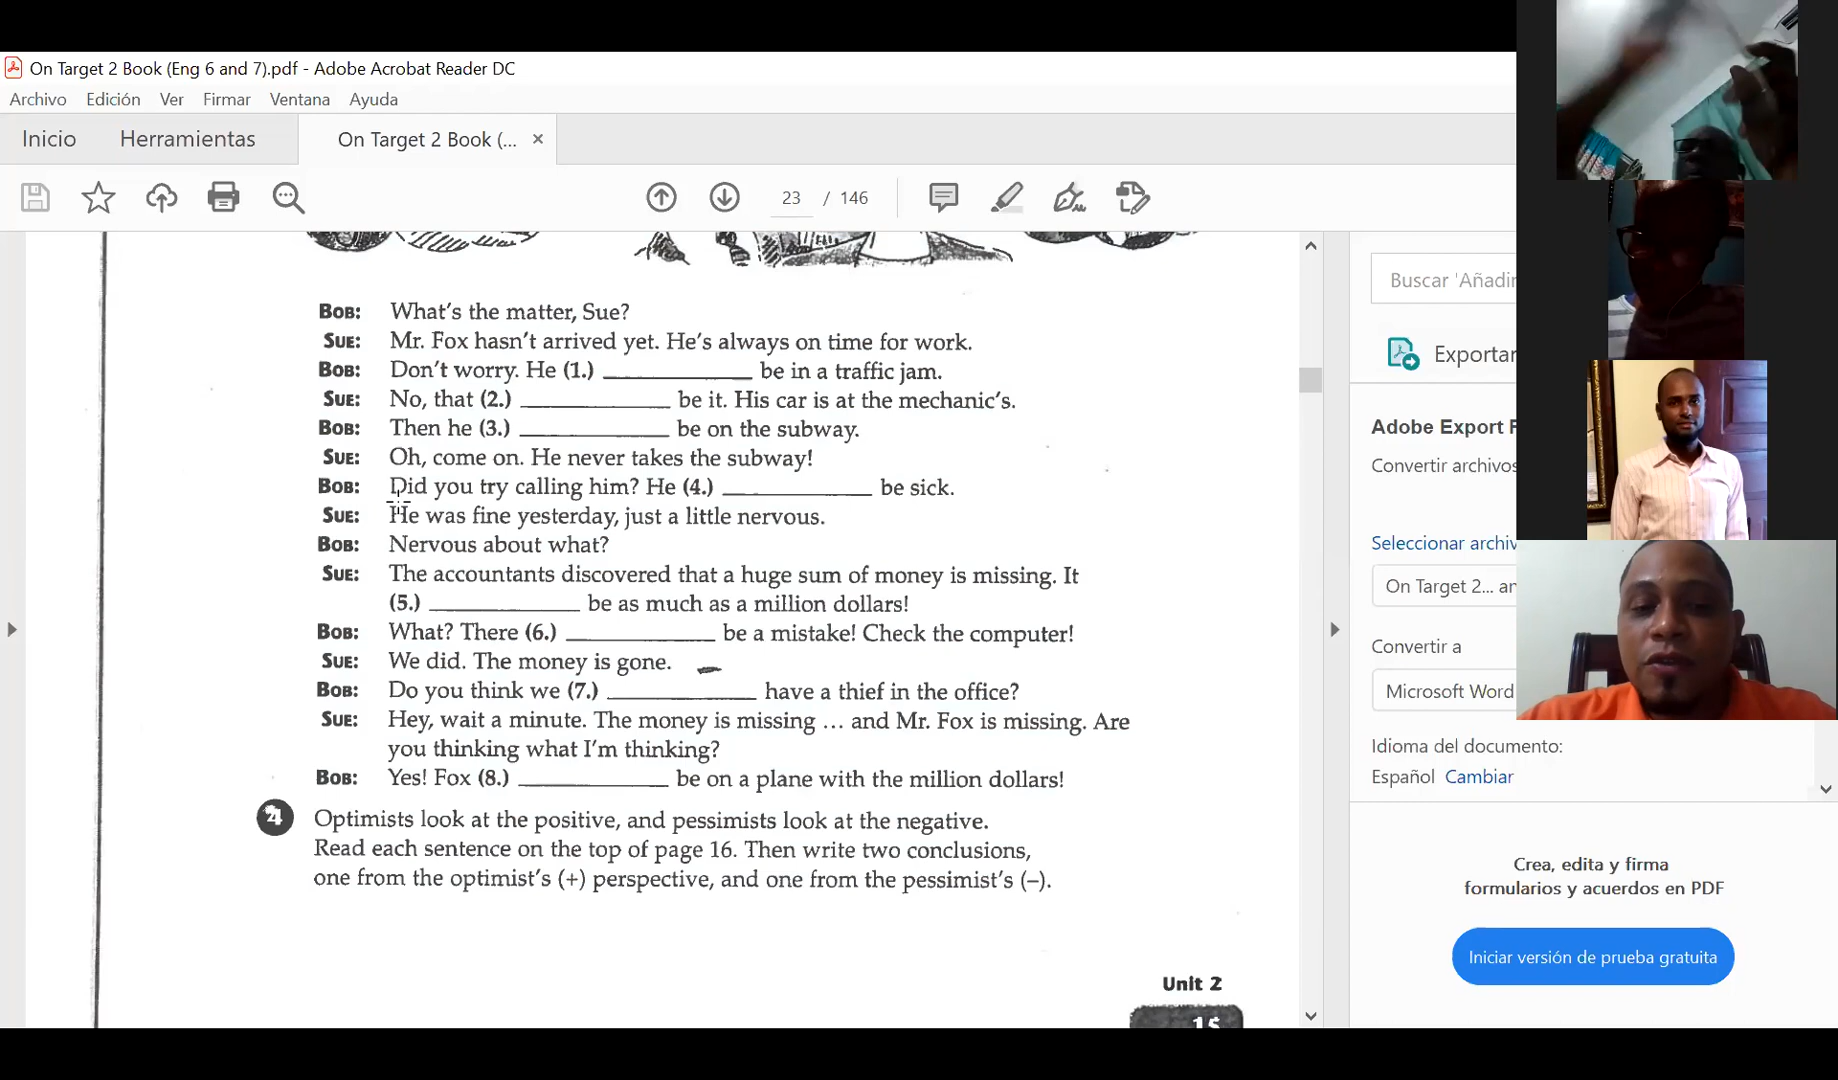 On Target 2 Book (Eng 6 and 7).pdf - Adobe Acrobat Reader DC
Archivo Edición Ver Firmar Ventana Ayuda
Inicio Herramientas On Target 2 Book (... ×
23 / 146
BOB: What's the matter, Sue?
SUE: Mr. Fox hasn't arrived yet. He's always on time for work.
BOB: Don't worry. He (1.) ____________ be in a traffic jam.
SUE: No, that (2.) ____________ be it. His car is at the mechanic's.
BOB: Then he (3.) ____________ be on the subway.
SUE: Oh, come on. He never takes the subway!
BOB: Did you try calling him? He (4.) ____________ be sick.
SUE: He was fine yesterday, just a little nervous.
BOB: Nervous about what?
SUE: The accountants discovered that a huge sum of money is missing. It
(5.) ____________ be as much as a million dollars!
BOB: What? There (6.) ____________ be a mistake! Check the computer!
SUE: We did. The money is gone.
BOB: Do you think we (7.) ____________ have a thief in the office?
SUE: Hey, wait a minute. The money is missing ... and Mr. Fox is missing. Are
you thinking what I'm thinking?
BOB: Yes! Fox (8.) ____________ be on a plane with the million dollars!
4 Optimists look at the positive, and pessimists look at the negative.
Read each sentence on the top of page 16. Then write two conclusions,
one from the optimist's (+) perspective, and one from the pessimist's (–).
Unit 2
15
Buscar 'Añadir
Exportar
Adobe Export P
Convertir archivos
Seleccionar archiv
On Target 2... an
Convertir a
Microsoft Word
Idioma del documento:
Español Cambiar
Crea, edita y firma
formularios y acuerdos en PDF
Iniciar versión de prueba gratuita